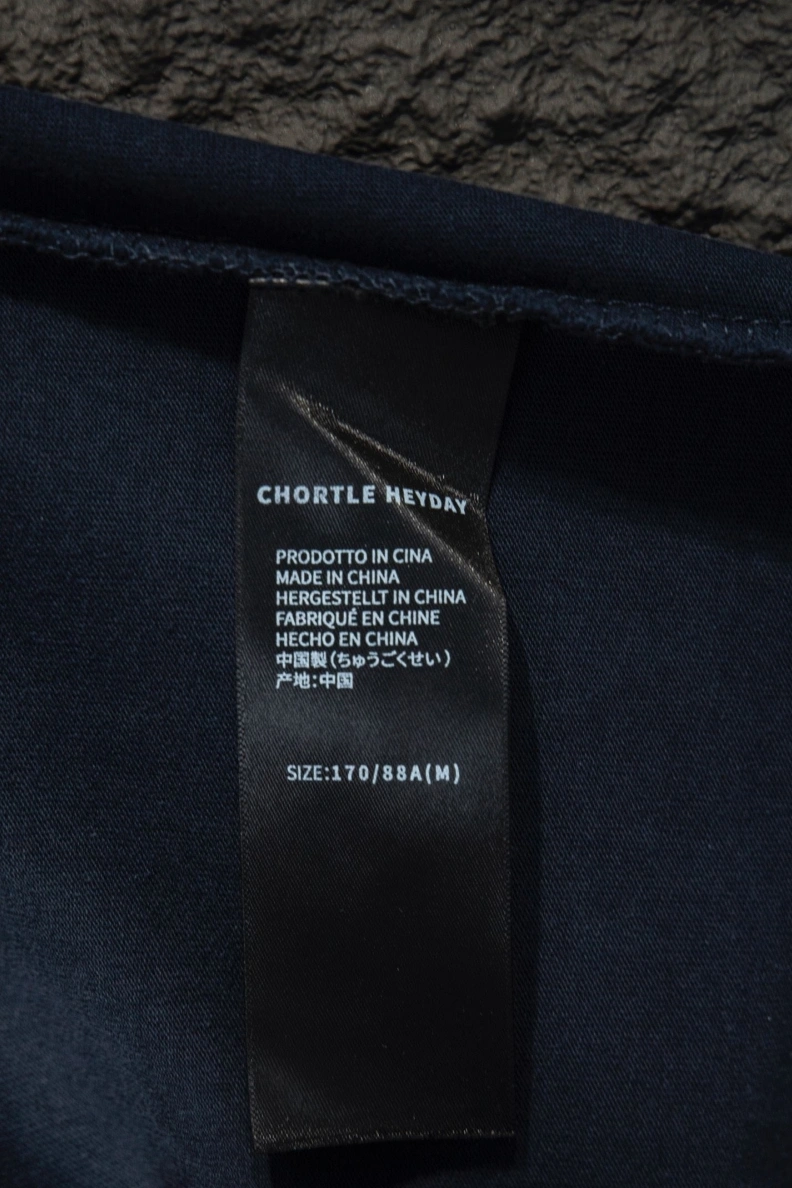 CHORTLE HEYDAY
PRODOTTO IN CINA
MADE IN CHINA
HERGESTELLT IN CHINA
FABRIQUÉ EN CHINE
HECHO EN CHINA
中国製(ちゅうごくせい)
产地:中国
SIZE:170/88A(M)